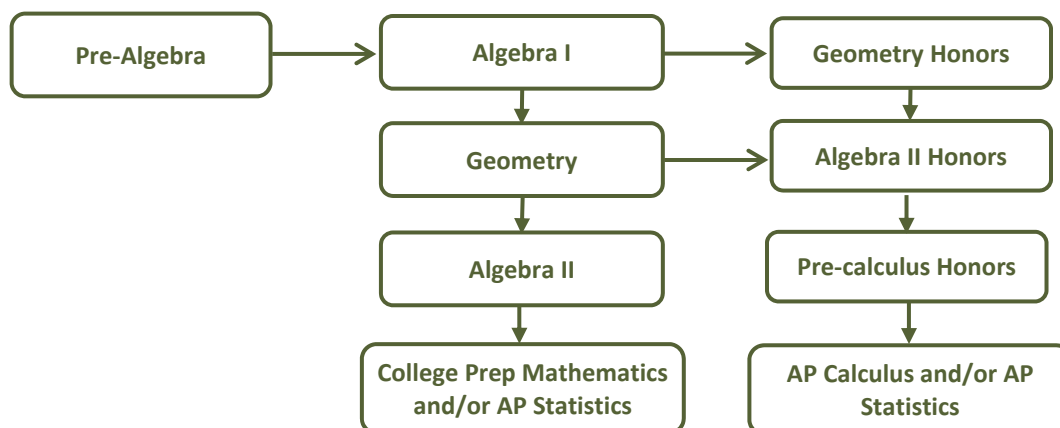 Pre-Algebra
Algebra I
Geometry Honors
Geometry
Algebra II Honors
Algebra II
Pre-calculus Honors
College Prep Mathematics
and/or AP Statistics
AP Calculus and/or AP
Statistics